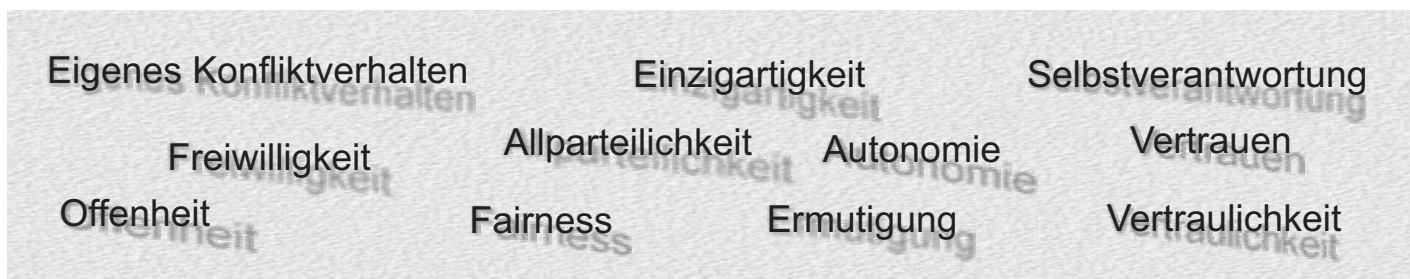 Eigenes Konfliktverhalten Einzigartigkeit Selbstverantwortung
Freiwilligkeit Allparteilichkeit Autonomie Vertrauen
Offenheit Fairness Ermutigung Vertraulichkeit